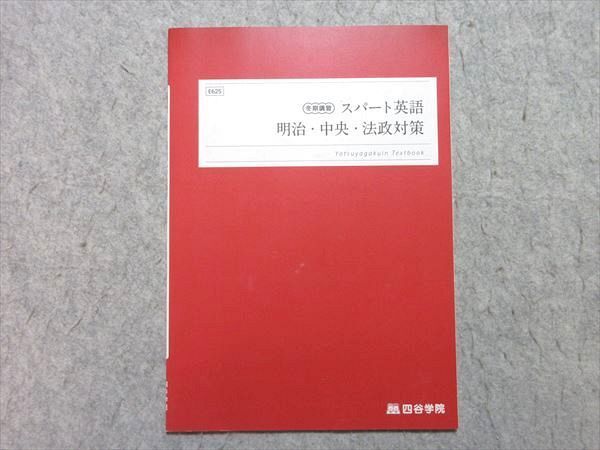 E625
冬期講習 スパート英語
明治・中央・法政対策
Yotsuyagakuin Textbook
四谷学院